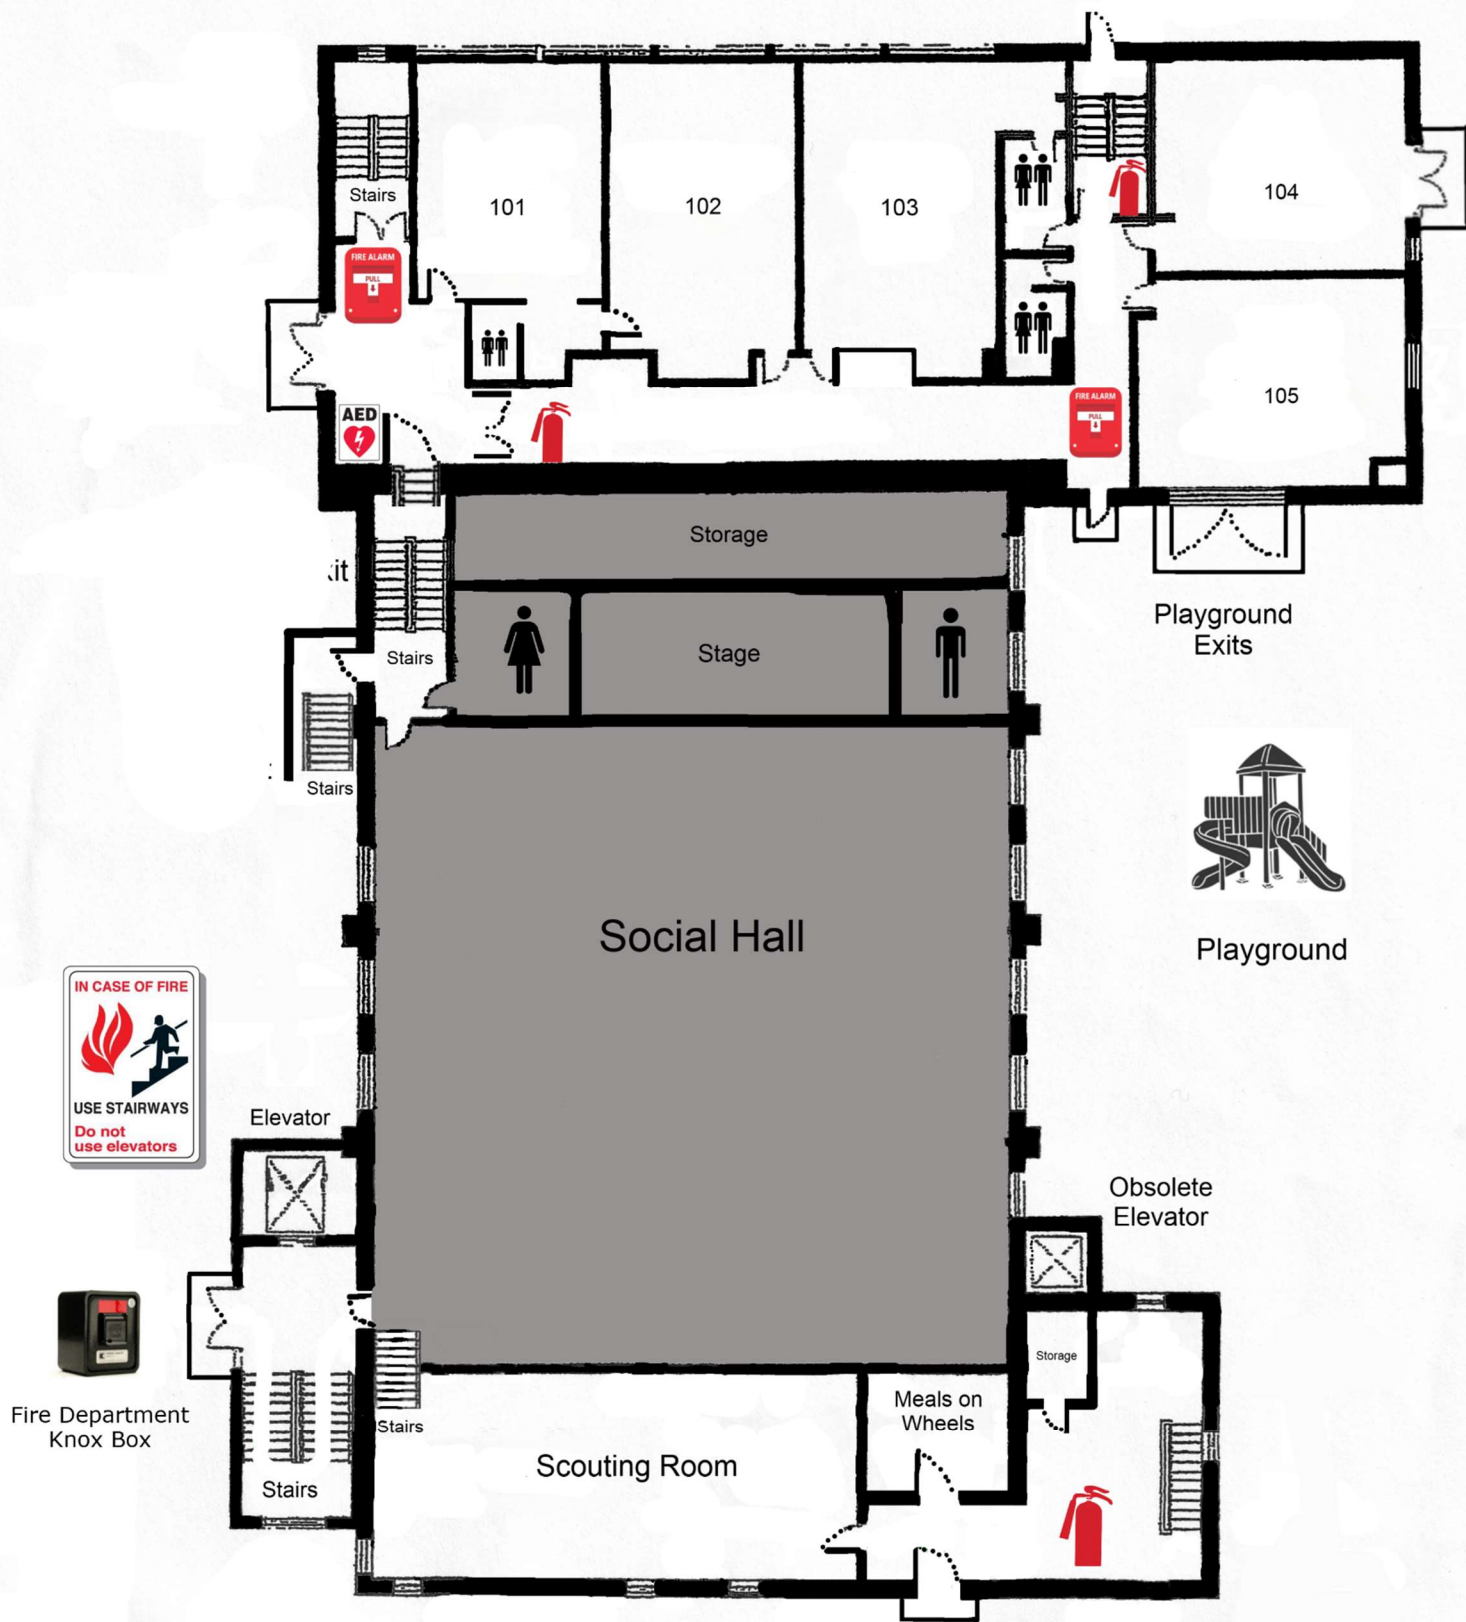 Stairs
101
102
103
104
FIRE ALARM
PULL
105
FIRE ALARM
PULL
AED
Storage
xit
Stairs
Stage
Playground
Exits
Stairs
Social Hall
Playground
IN CASE OF FIRE
USE STAIRWAYS
Do not
use elevators
Elevator
Obsolete
Elevator
Storage
Fire Department
Knox Box
Stairs
Meals on
Wheels
Scouting Room
Stairs